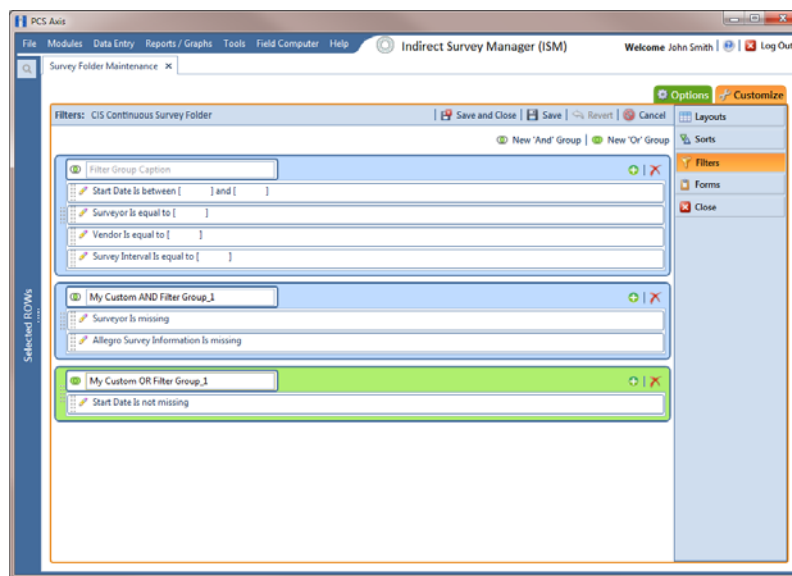 PCS Axis
File Modules Data Entry Reports / Graphs Tools Field Computer Help Indirect Survey Manager (ISM) Welcome John Smith | Log Out
Survey Folder Maintenance
Options Customize
Filters: CIS Continuous Survey Folder | Save and Close | Save | Revert | Cancel
New 'And' Group | New 'Or' Group
Filter Group Caption
Start Date Is between [ ] and [ ]
Surveyor Is equal to [ ]
Vendor Is equal to [ ]
Survey Interval Is equal to [ ]
My Custom AND Filter Group_1
Surveyor Is missing
Allegro Survey Information Is missing
My Custom OR Filter Group_1
Start Date Is not missing
Layouts
Sorts
Filters
Forms
Close
Selected ROWs